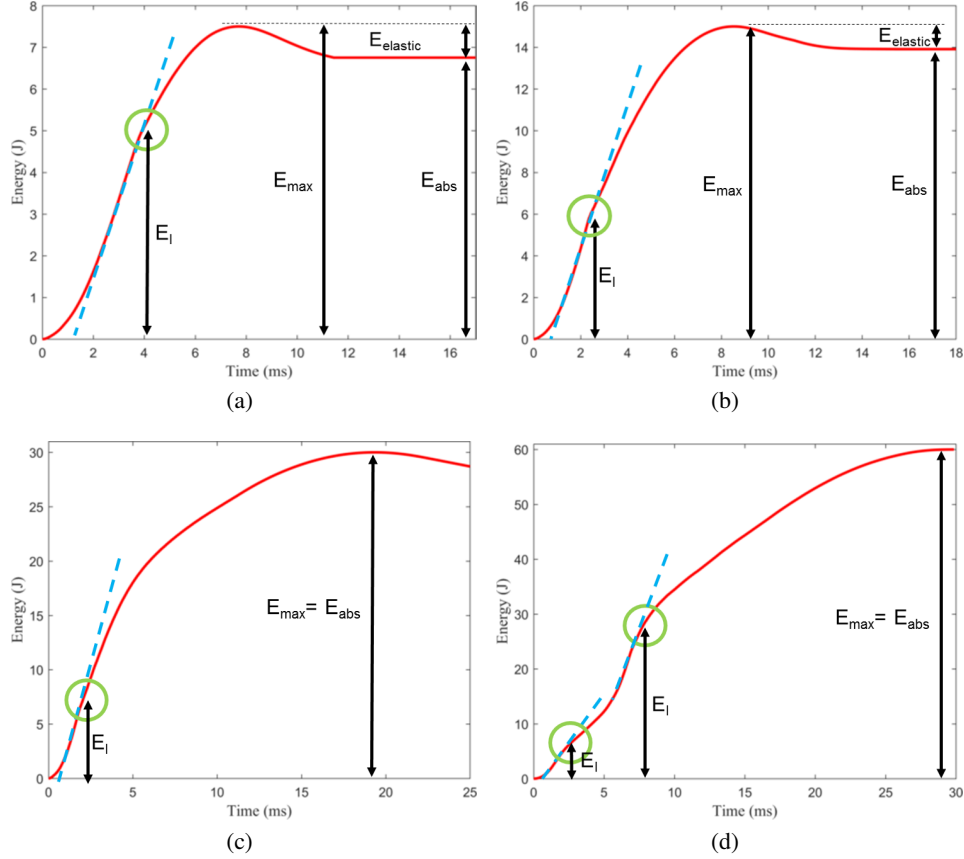 8
7
6
5
4
3
2
1
0
Energy (J)
E_elastic
E_max
E_abs
E_I
0 2 4 6 8 10 12 14 16
Time (ms)
(a)
16
14
12
10
8
6
4
2
0
Energy (J)
E_elastic
E_max
E_abs
E_I
0 2 4 6 8 10 12 14 16 18
Time (ms)
(b)
30
25
20
15
10
5
0
Energy (J)
E_max= E_abs
E_I
0 5 10 15 20 25
Time (ms)
(c)
60
50
40
30
20
10
0
Energy (J)
E_max= E_abs
E_I
E_I
0 5 10 15 20 25 30
Time (ms)
(d)